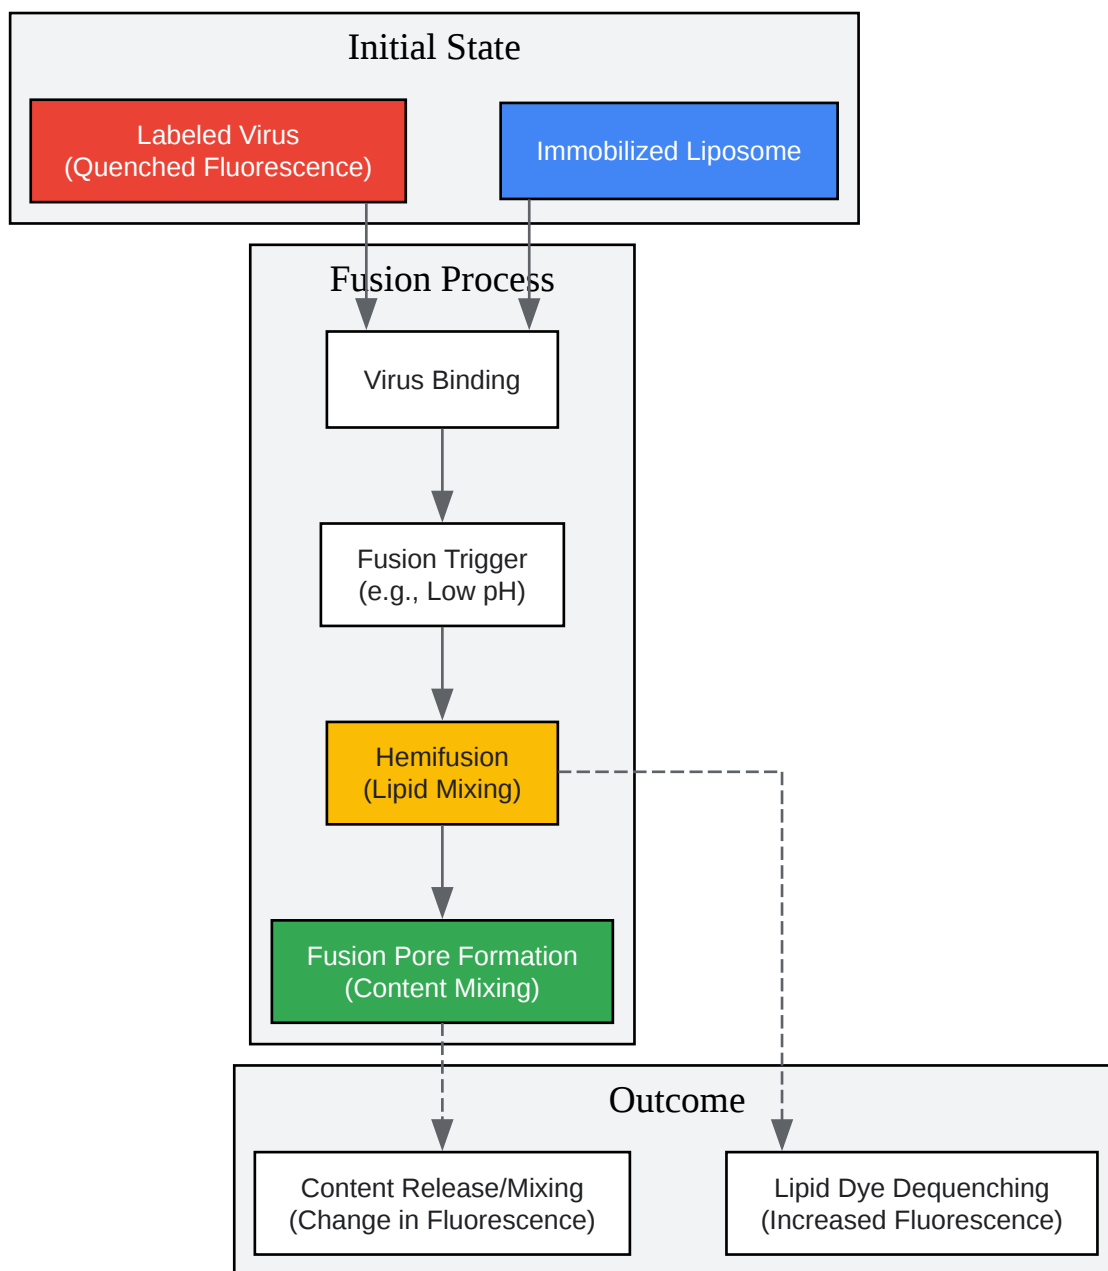 Initial State
Labeled Virus
(Quenched Fluorescence)
Immobilized Liposome
Fusion Process
Virus Binding
Fusion Trigger
(e.g., Low pH)
Hemifusion
(Lipid Mixing)
Fusion Pore Formation
(Content Mixing)
Outcome
Content Release/Mixing
(Change in Fluorescence)
Lipid Dye Dequenching
(Increased Fluorescence)